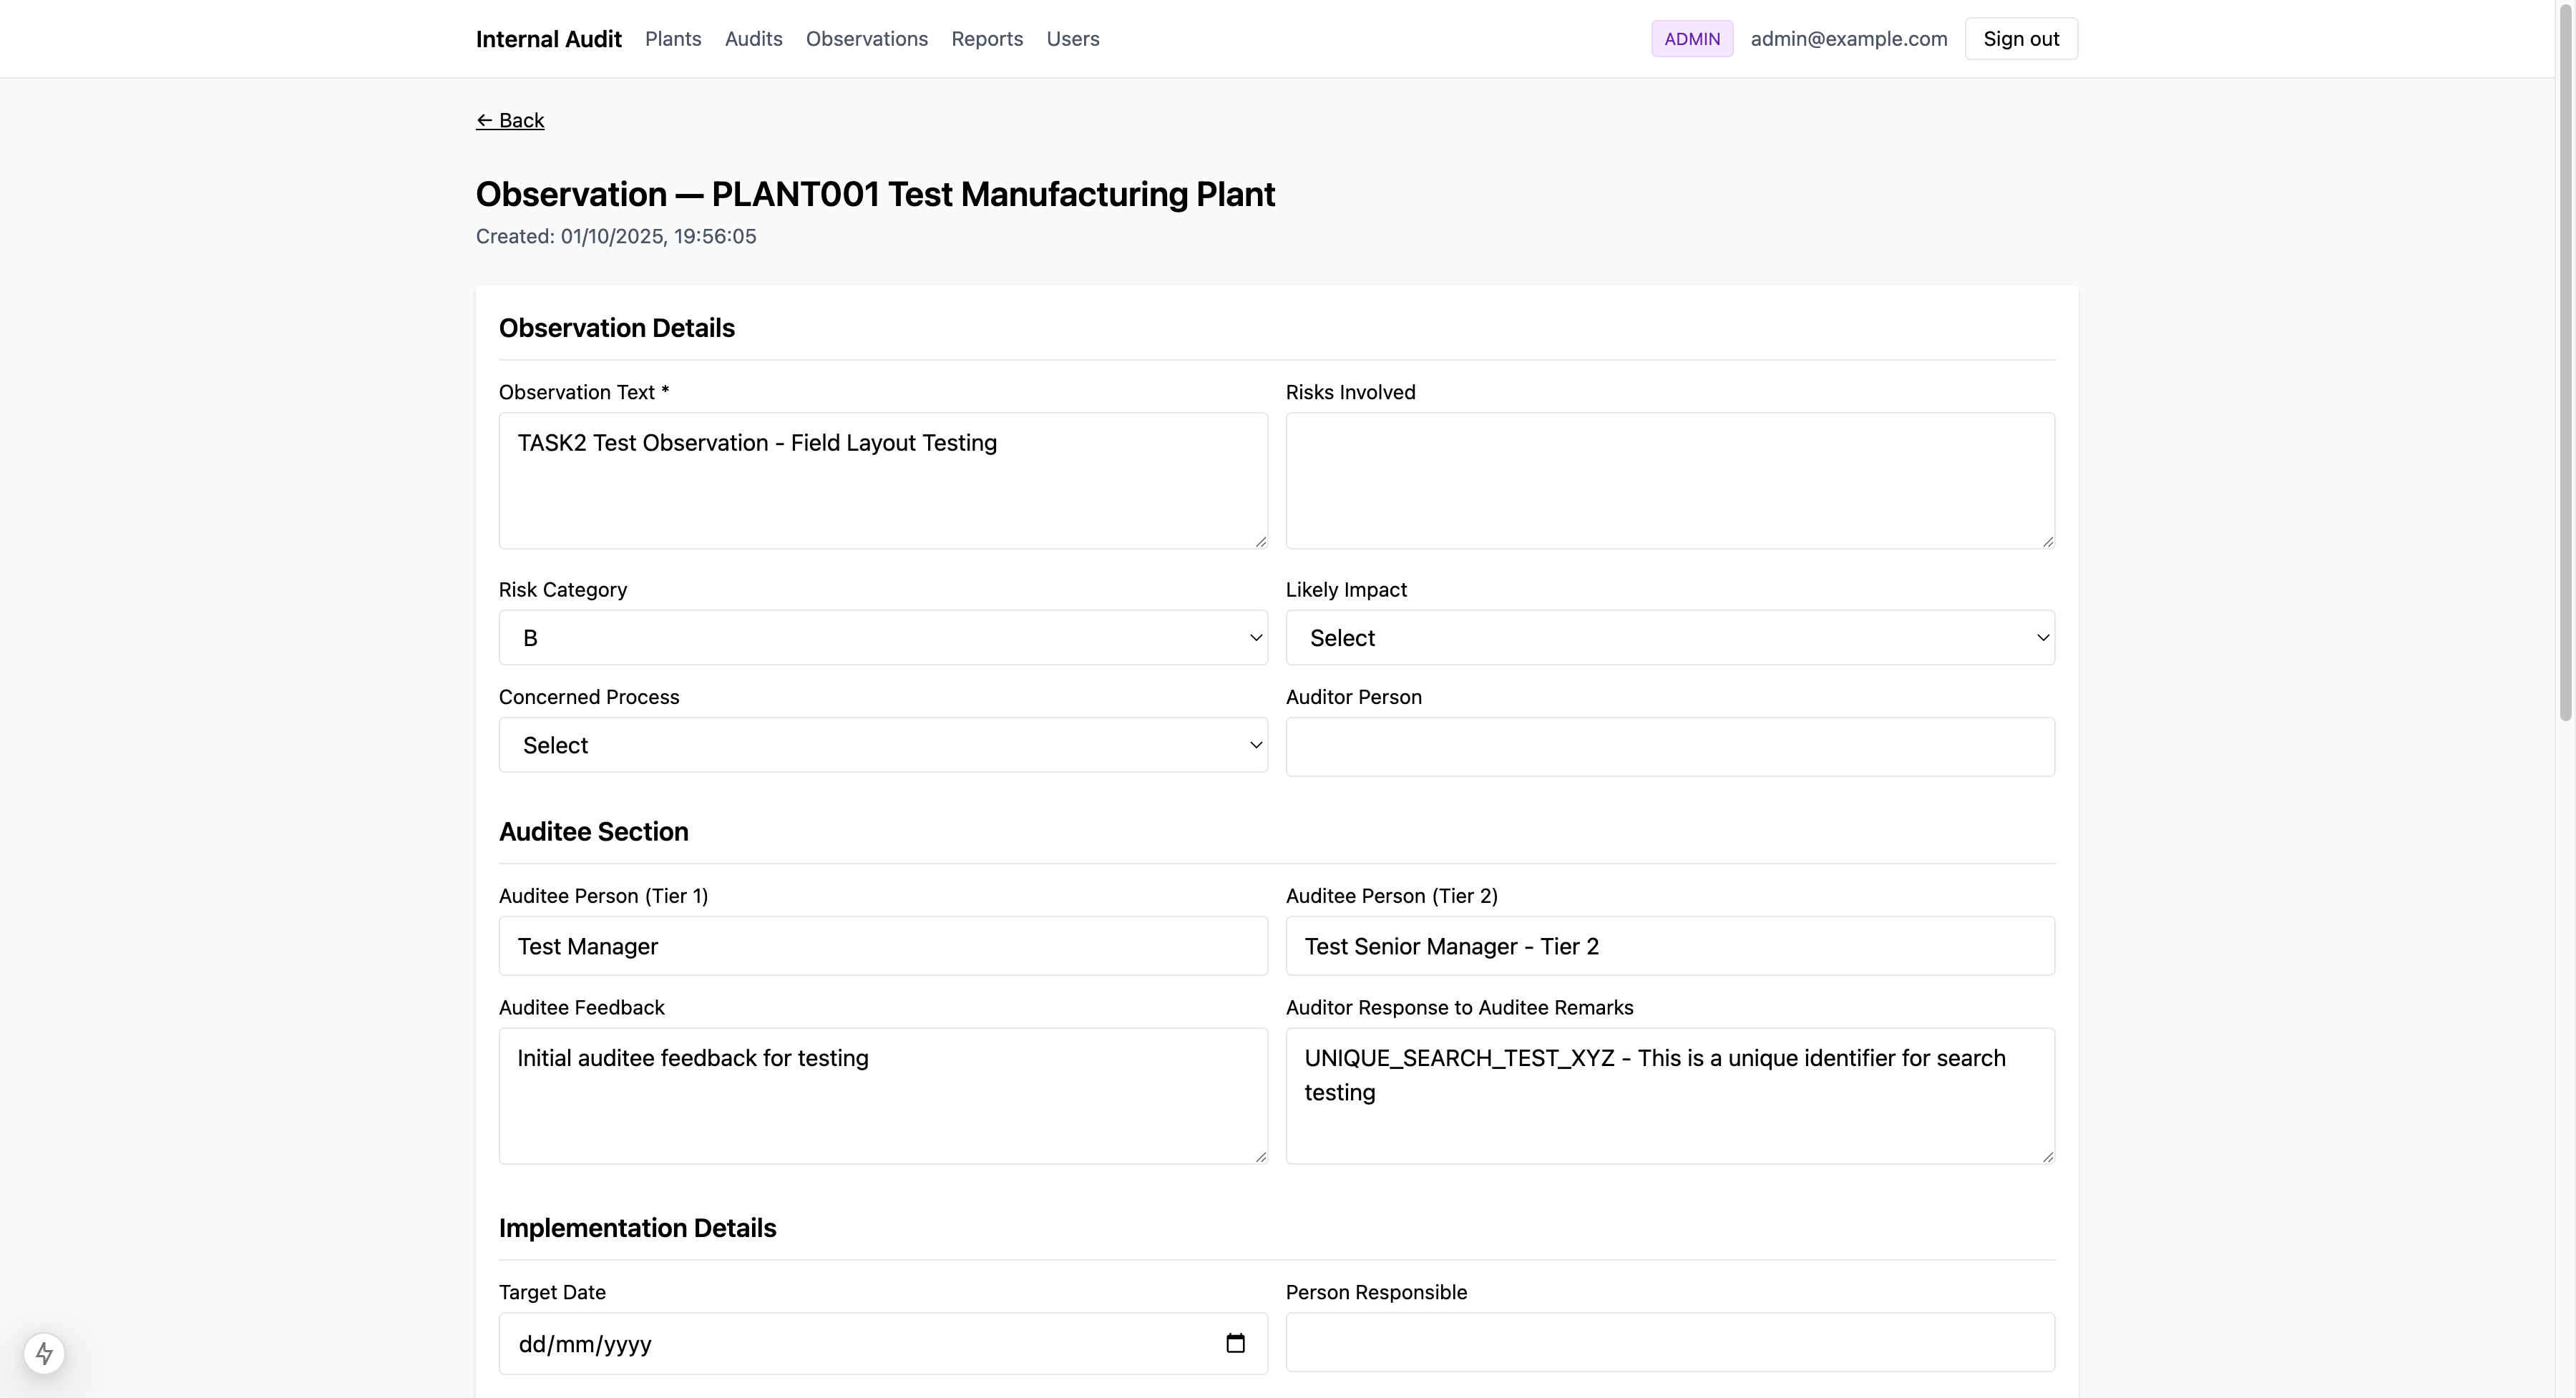 Internal Audit Plants Audits Observations Reports Users ADMIN admin@example.com Sign out
← Back
Observation — PLANT001 Test Manufacturing Plant
Created: 01/10/2025, 19:56:05
Observation Details
Observation Text * Risks Involved
TASK2 Test Observation - Field Layout Testing
Risk Category Likely Impact
B Select
Concerned Process Auditor Person
Select
Auditee Section
Auditee Person (Tier 1) Auditee Person (Tier 2)
Test Manager Test Senior Manager - Tier 2
Auditee Feedback Auditor Response to Auditee Remarks
Initial auditee feedback for testing UNIQUE_SEARCH_TEST_XYZ - This is a unique identifier for search
testing
Implementation Details
Target Date Person Responsible
dd/mm/yyyy